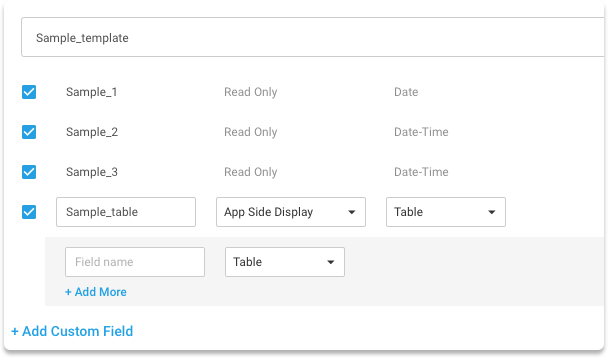 Sample_template
Sample_1 Read Only Date
Sample_2 Read Only Date-Time
Sample_3 Read Only Date-Time
Sample_table App Side Display Table
Field name Table
+ Add More
+ Add Custom Field